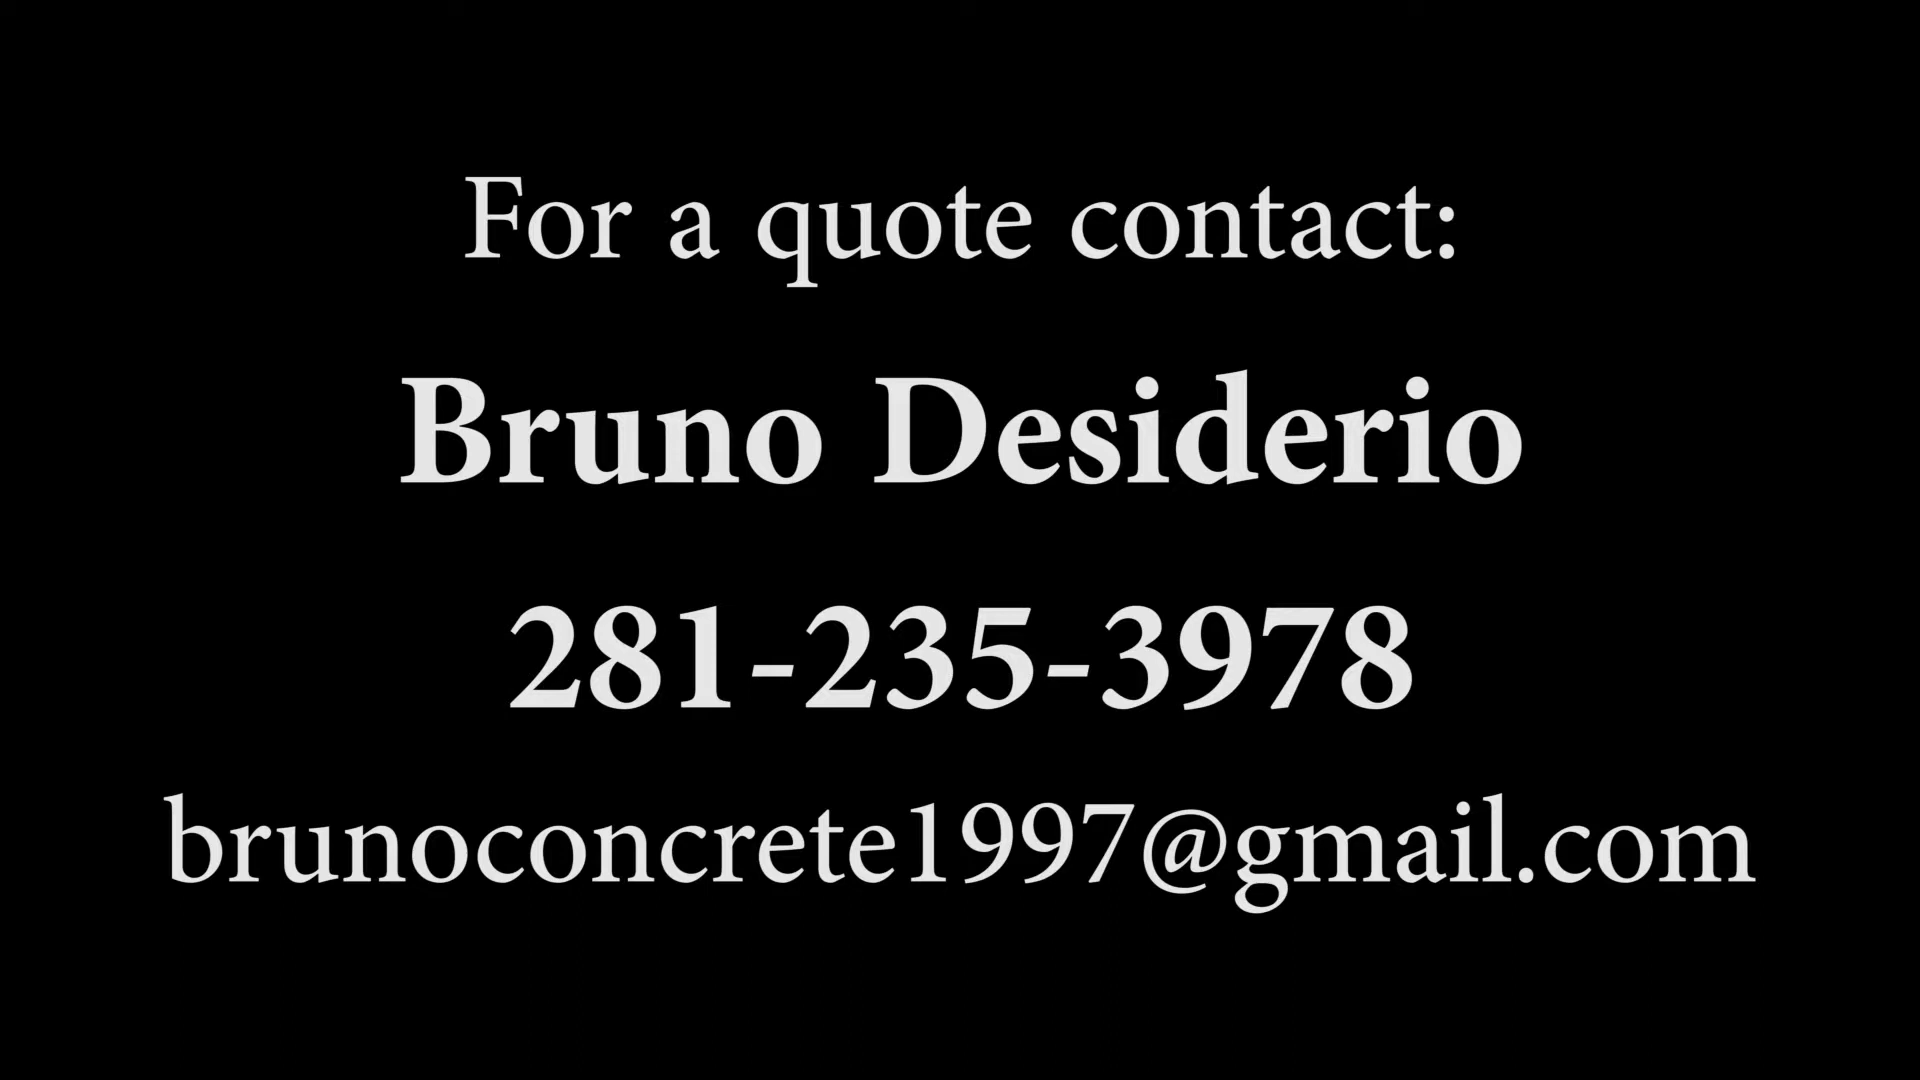 For a quote contact:
Bruno Desiderio
281-235-3978
brunoconcrete1997@gmail.com